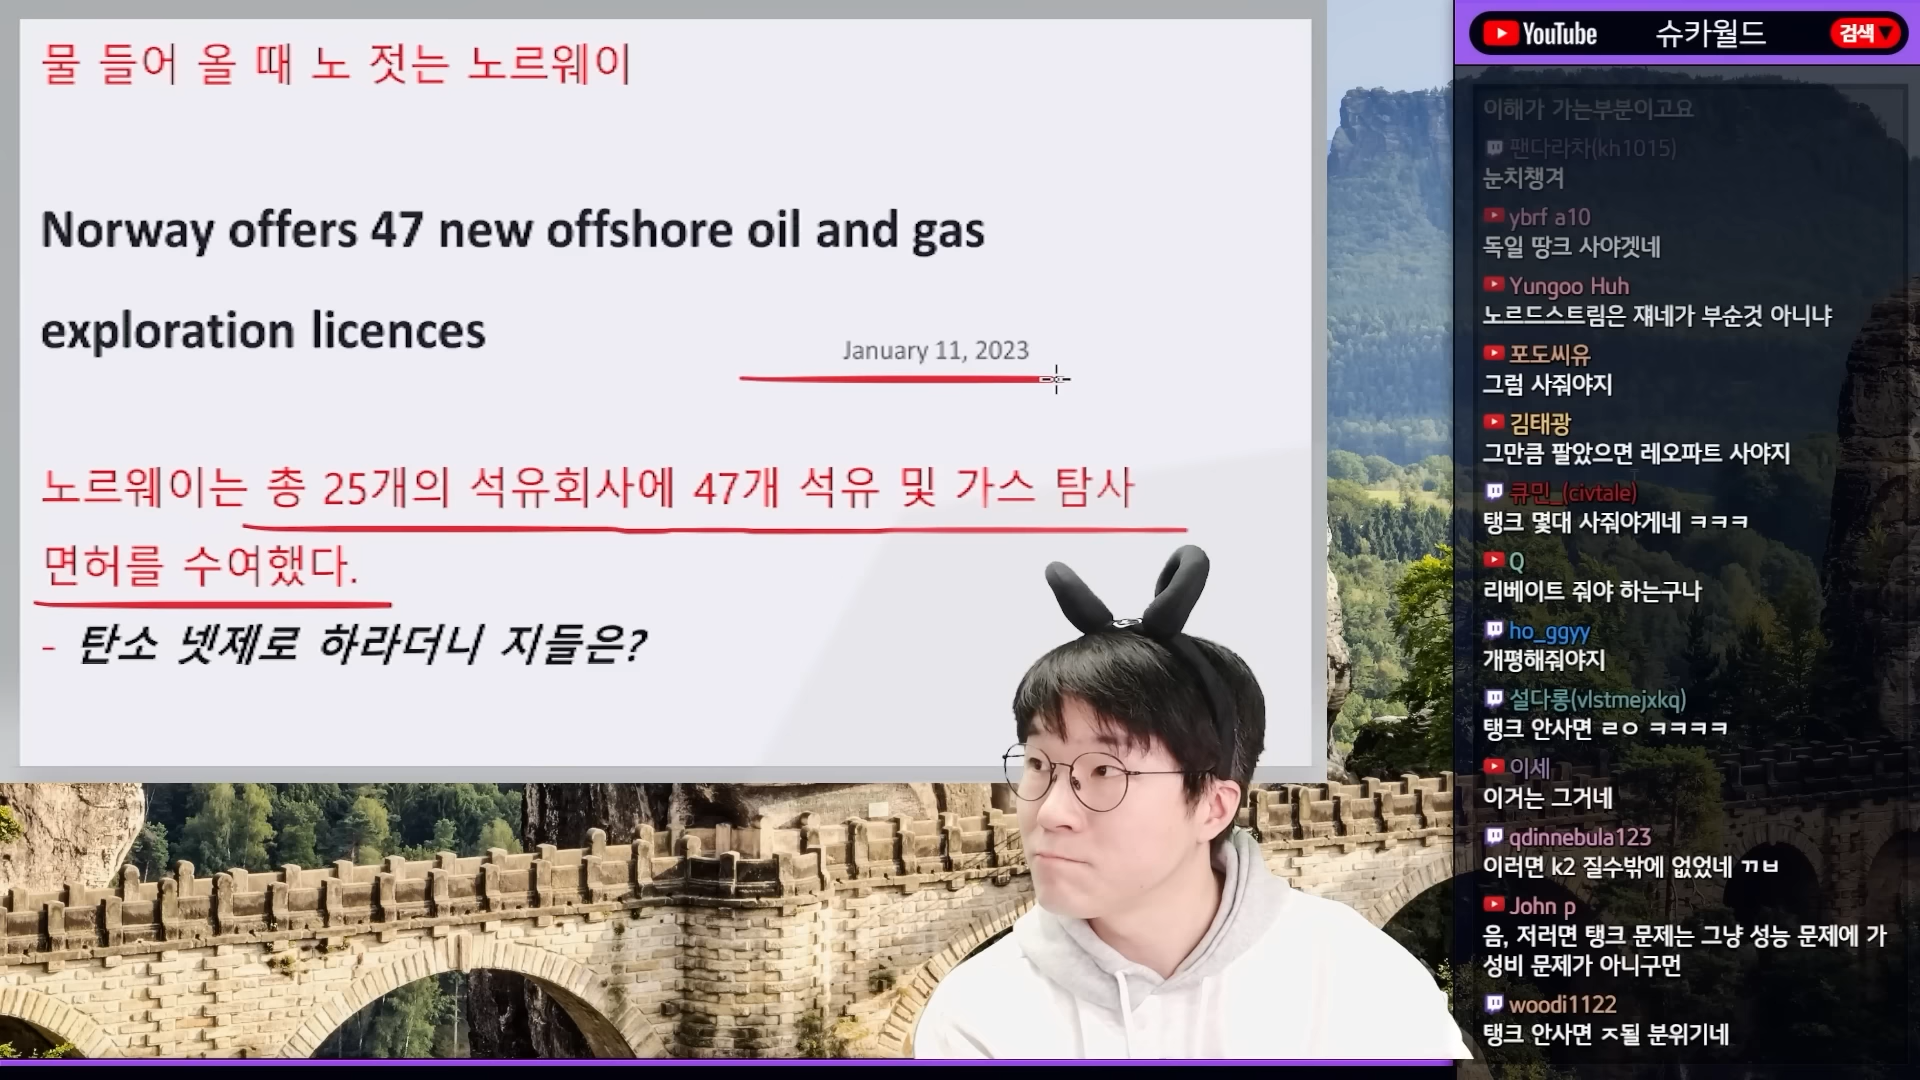 물 들어 올 때 노 젓는 노르웨이
Norway offers 47 new offshore oil and gas
exploration licences
January 11, 2023
노르웨이는 총 25개의 석유회사에 47개 석유 및 가스 탐사
면허를 수여했다.
- 탄소 넷제로 하라더니 지들은?
YouTube 슈카월드 검색
이해가 가는부분이고요
팬다라차(kh1015)
눈치챙겨
ybrf a10
독일 땅크 사야겟네
Yungoo Huh
노르드스트림은 쟤네가 부순것 아니냐
포도씨유
그럼 사줘야지
김태광
그만큼 팔았으면 레오파트 사야지
큐민_(civtale)
탱크 몇대 사줘야게네 ㅋㅋㅋ
Q
리베이트 줘야 하는구나
ho_ggyy
개평해줘야지
설다롱(vlstmejxkq)
탱크 안사면 ㄹㅇ ㅋㅋㅋㅋ
이세
이거는 그거네
qdinnebula123
이러면 k2 질수밖에 없었네 ㄲㅂ
John p
음, 저러면 탱크 문제는 그냥 성능 문제에 가
성비 문제가 아니구먼
woodi1122
탱크 안사면 ㅈ될 분위기네